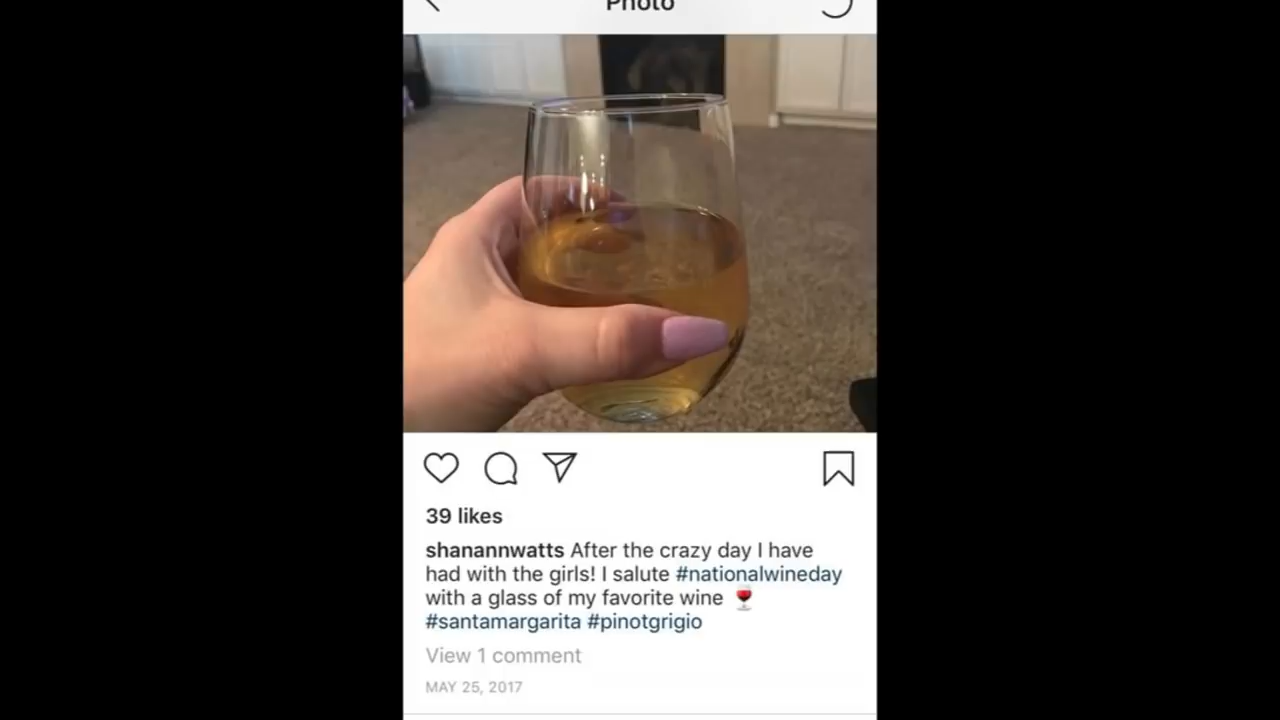 Photo
39 likes
shanannwatts After the crazy day I have
had with the girls! I salute #nationalwineday
with a glass of my favorite wine 🍷
#santamargarita #pinotgrigio
View 1 comment
MAY 25, 2017